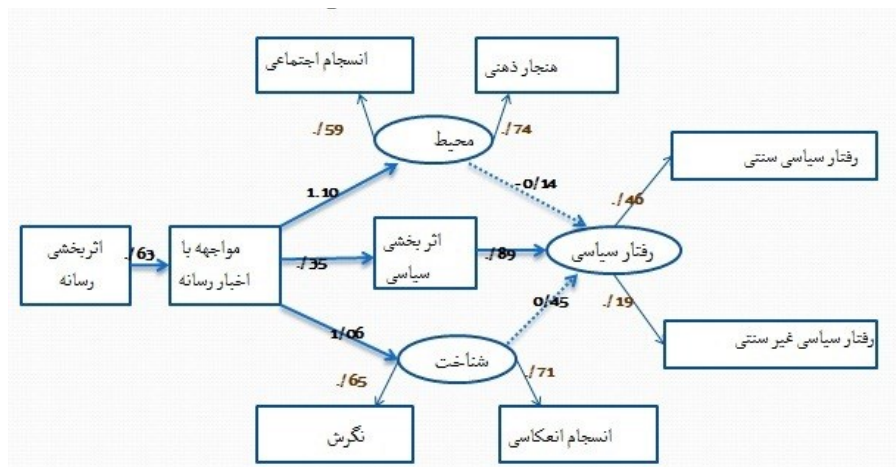 انسجام اجتماعی
هنجار ذهنی
./59
./74
محیط
رفتار سیاسی سنتی
1.10
-0/14
./46
اثربخشی
رسانه
./63
مواجهه با
اخبار رسانه
./35
اثر بخشی
سیاسی
./89
رفتار سیاسی
0/45
./19
1/06
رفتار سیاسی غیر سنتی
شناخت
./65
./71
نگرش
انسجام انعکاسی